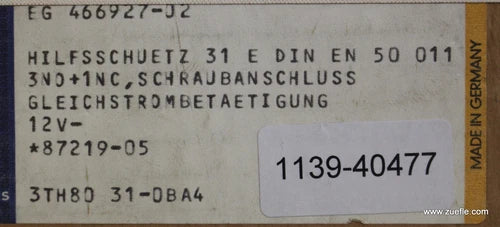 EG 466927-J2
HILFSSCHUETZ 31 E DIN EN 50 011
3NO+1NC,SCHRAUBANSCHLUSS
GLEICHSTROMBETAETIGUNG
12V-
*87219-05
3TH80 31-0BA4
1139-40477
MADE IN GERMANY
S
www.zuefle.com